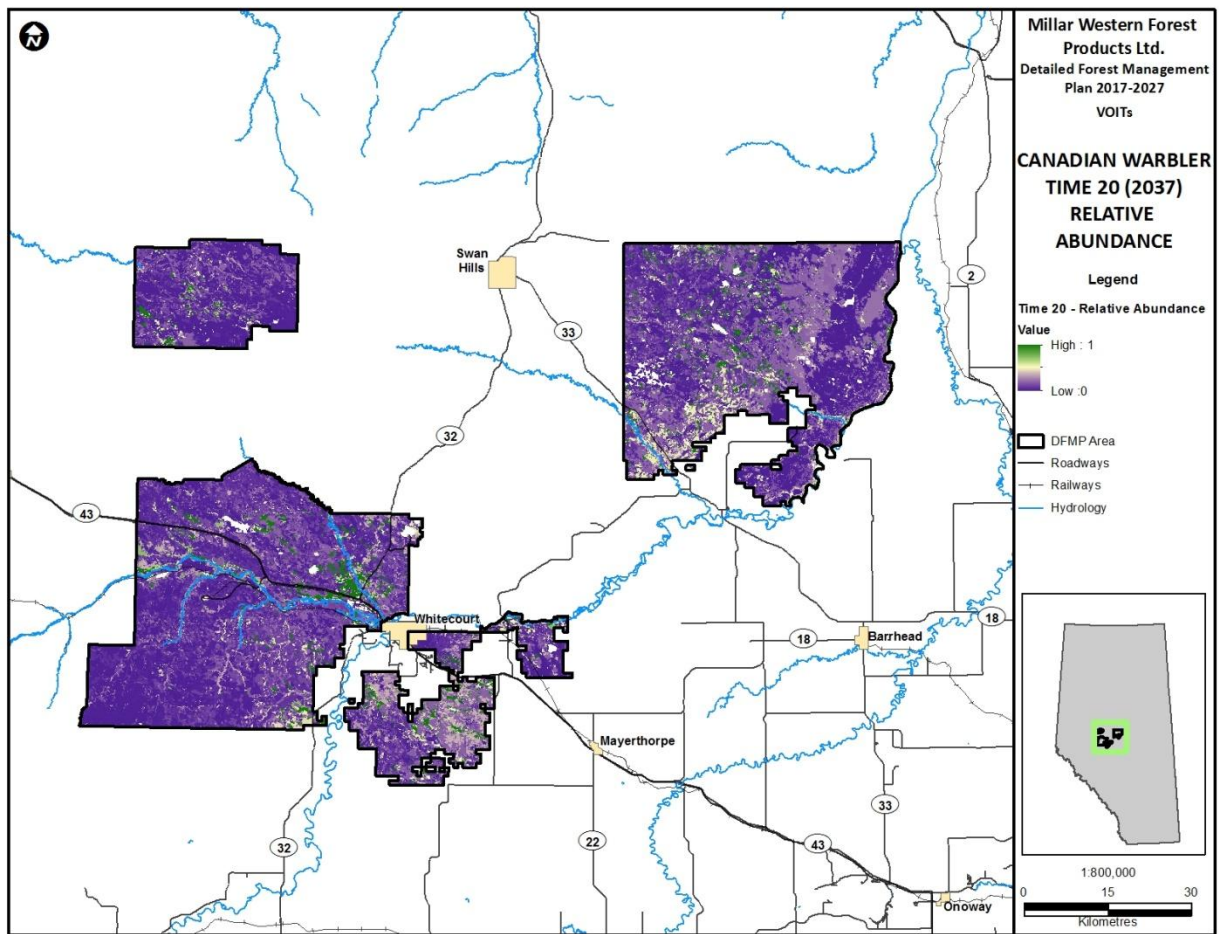 N
Swan
Hills
2
33
32
43
Whitecourt
18
18
Barrhead
Mayerthorpe
33
32
22
43
Onoway
Millar Western Forest
Products Ltd.
Detailed Forest Management
Plan 2017-2027
VOITs
CANADIAN WARBLER
TIME 20 (2037)
RELATIVE
ABUNDANCE
Legend
Time 20 - Relative Abundance
Value
High : 1
Low :0
DFMP Area
Roadways
Railways
Hydrology
1:800,000
0 15 30
Kilometres